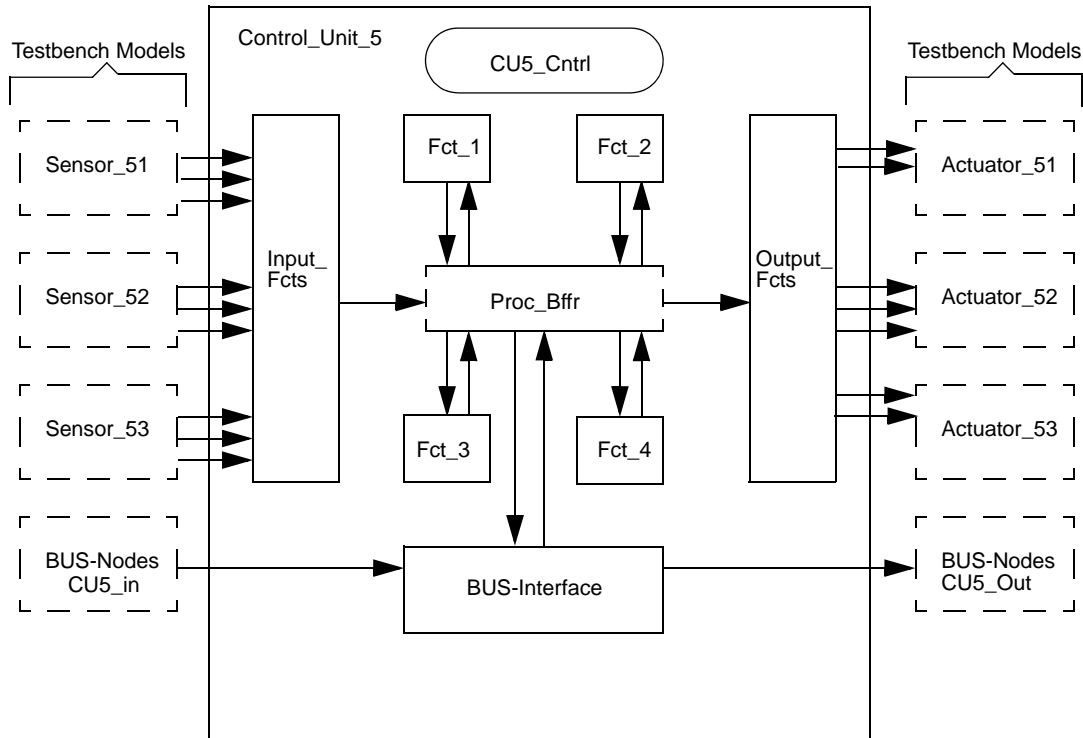 Testbench Models
Control_Unit_5
CU5_Cntrl
Testbench Models
Sensor_51
Fct_1
Fct_2
Actuator_51
Sensor_52
Input_
Fcts
Proc_Bffr
Output_
Fcts
Actuator_52
Sensor_53
Fct_3
Fct_4
Actuator_53
BUS-Nodes
CU5_in
BUS-Interface
BUS-Nodes
CU5_Out